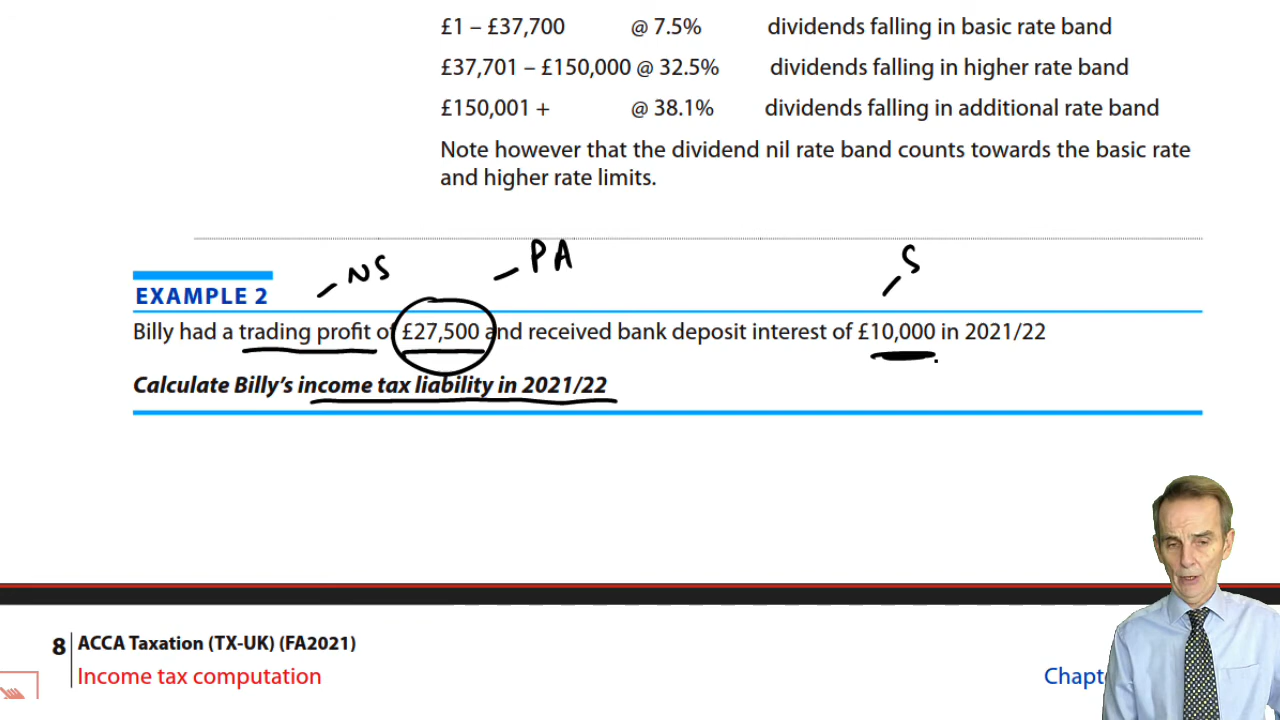 £1 – £37,700 @ 7.5% dividends falling in basic rate band
£37,701 – £150,000 @ 32.5% dividends falling in higher rate band
£150,001 + @ 38.1% dividends falling in additional rate band
Note however that the dividend nil rate band counts towards the basic rate
and higher rate limits.
NS PA S
EXAMPLE 2
Billy had a trading profit of £27,500 and received bank deposit interest of £10,000 in 2021/22
Calculate Billy's income tax liability in 2021/22
8 ACCA Taxation (TX-UK) (FA2021)
Income tax computation